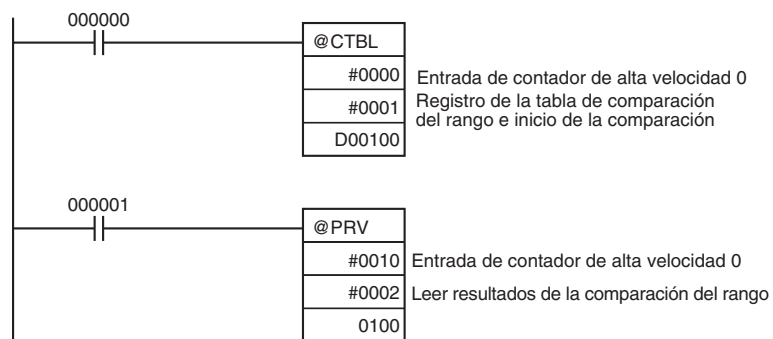 000000
@CTBL
#0000 Entrada de contador de alta velocidad 0
#0001 Registro de la tabla de comparación
del rango e inicio de la comparación
D00100
000001
@PRV
#0010 Entrada de contador de alta velocidad 0
#0002 Leer resultados de la comparación del rango
0100